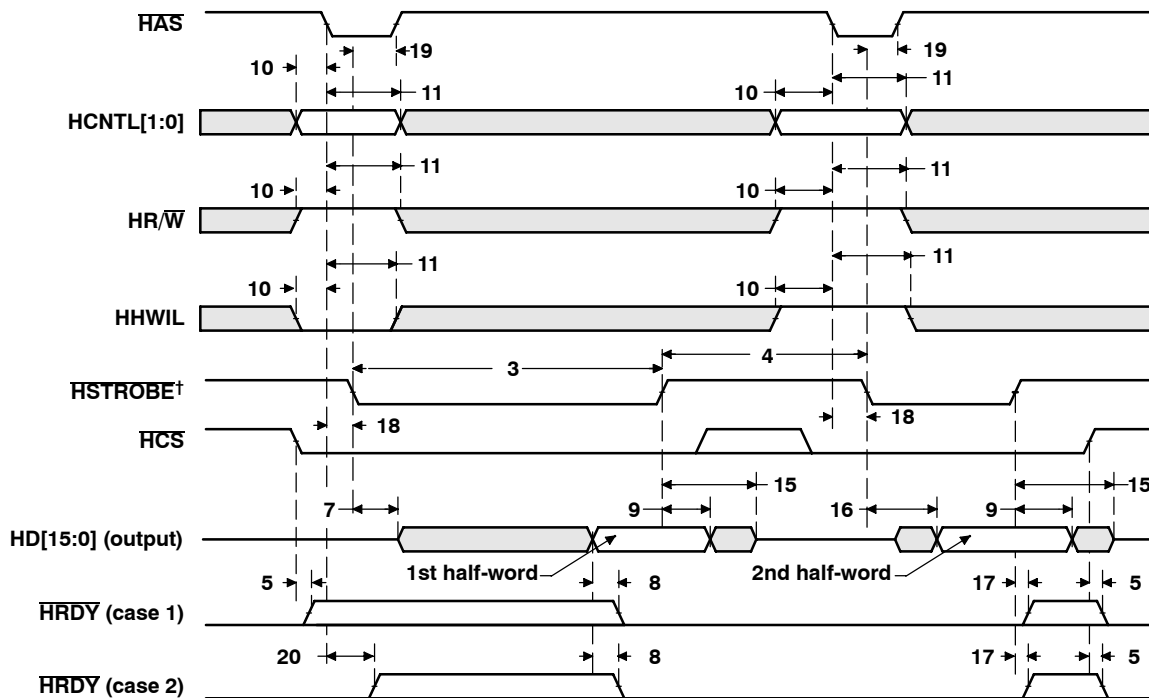 HAS
19
19
10
11
10
11
HCNTL[1:0]
11
11
10
10
HR/W
11
11
10
10
HHWIL
3
4
HSTROBE†
18
18
HCS
15
15
7
9
16
9
HD[15:0] (output)
1st half-word
2nd half-word
5
8
17
5
HRDY (case 1)
20
8
17
5
HRDY (case 2)